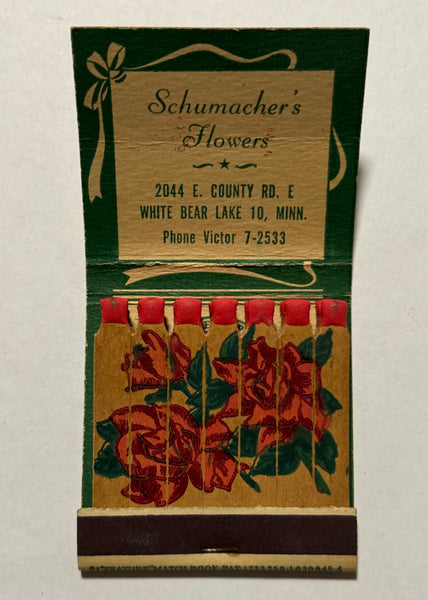 Schumacher's
Flowers
2044 E. COUNTY RD. E
WHITE BEAR LAKE 10, MINN.
Phone Victor 7-2533